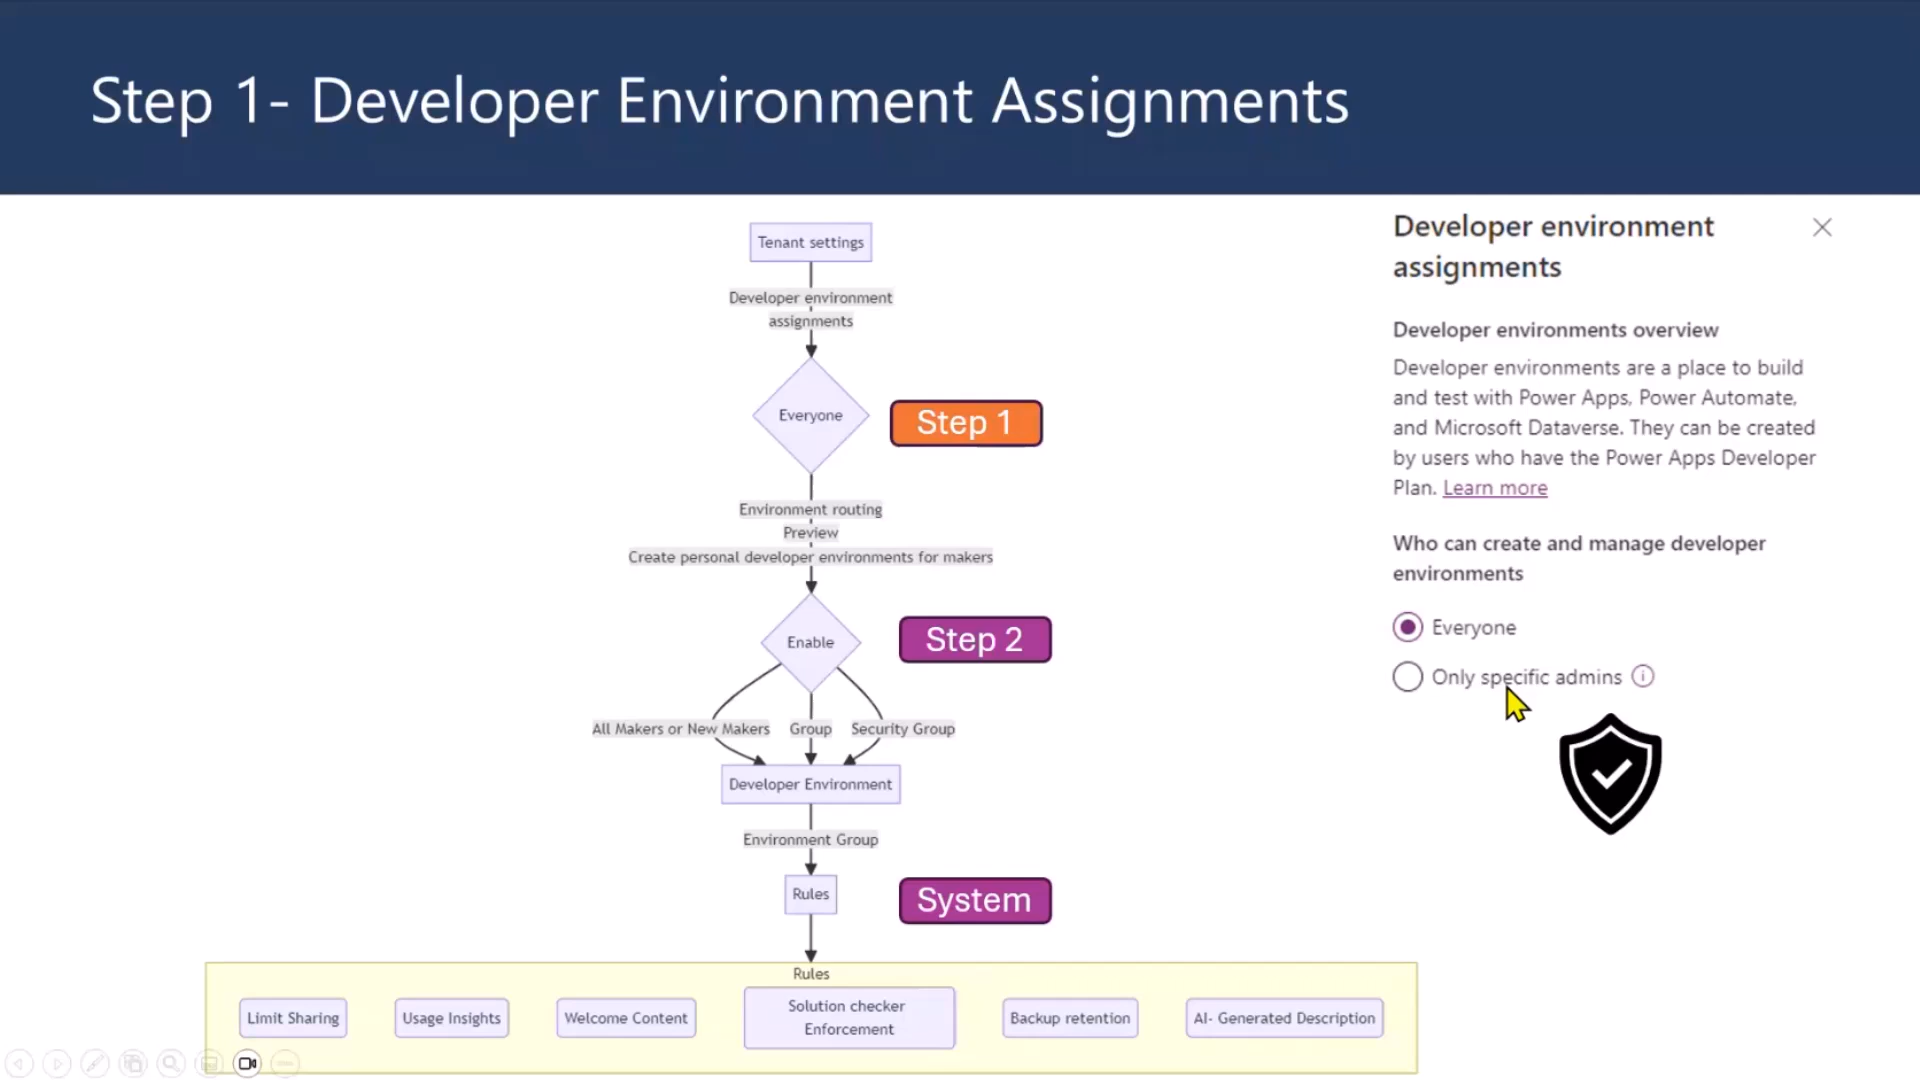 Step 1- Developer Environment Assignments
Tenant settings
Developer environment
assignments
Everyone
Step 1
Environment routing
Preview
Create personal developer environments for makers
Enable
Step 2
All Makers or New Makers
Group
Security Group
Developer Environment
Environment Group
Rules
System
Rules
Limit Sharing
Usage Insights
Welcome Content
Solution checker
Enforcement
Backup retention
AI- Generated Description
Developer environment
assignments
Developer environments overview
Developer environments are a place to build
and test with Power Apps, Power Automate,
and Microsoft Dataverse. They can be created
by users who have the Power Apps Developer
Plan. Learn more
Who can create and manage developer
environments
Everyone
Only specific admins